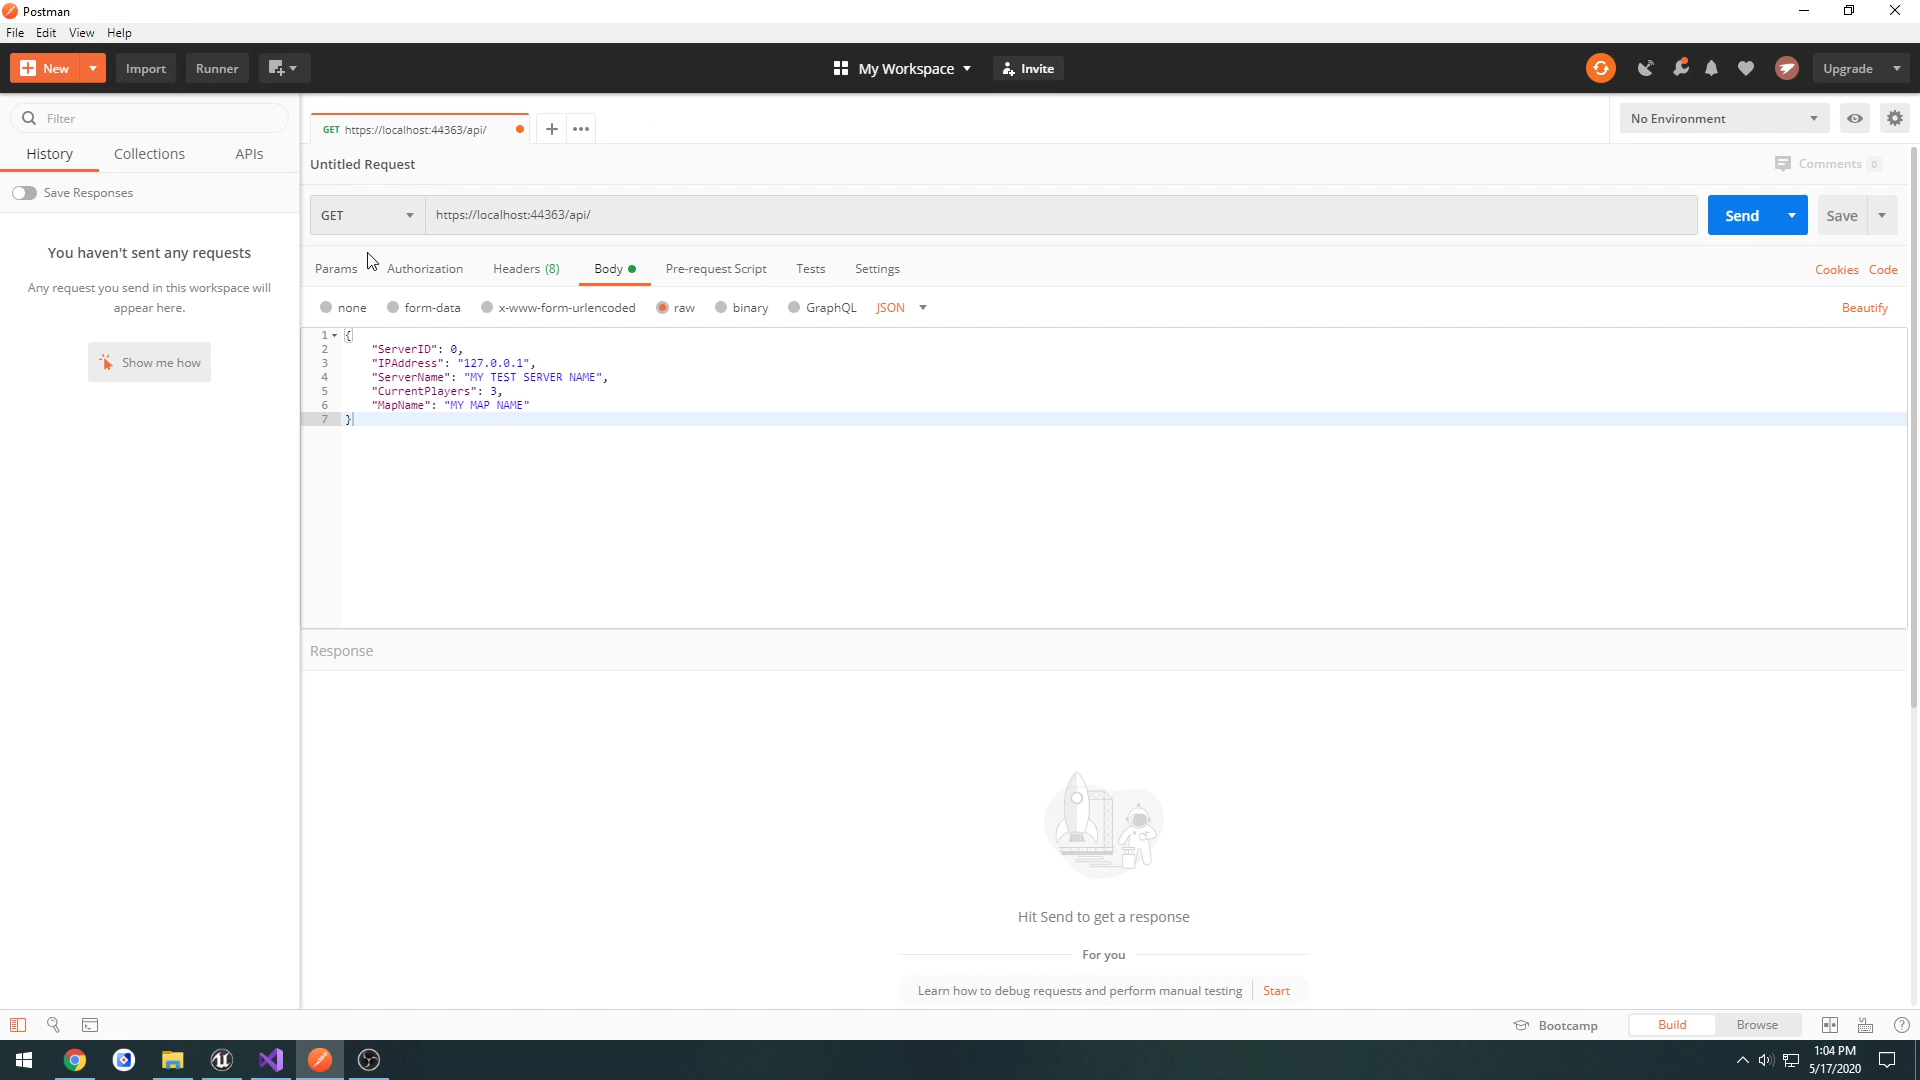 Postman
File Edit View Help
New Import Runner My Workspace Invite Upgrade
Filter
GET https://localhost:44363/api/
No Environment
History Collections APIs
Untitled Request
Comments 0
Save Responses
GET https://localhost:44363/api/ Send Save
You haven't sent any requests
Any request you send in this workspace will
appear here.
Show me how
Params Authorization Headers (8) Body Pre-request Script Tests Settings Cookies Code
none form-data x-www-form-urlencoded raw binary GraphQL JSON Beautify
1 {
2 "ServerID": 0,
3 "IPAddress": "127.0.0.1",
4 "ServerName": "MY TEST SERVER NAME",
5 "CurrentPlayers": 3,
6 "MapName": "MY MAP NAME"
7 }
Response
Hit Send to get a response
For you
Learn how to debug requests and perform manual testing Start
Bootcamp Build Browse
1:04 PM
5/17/2020